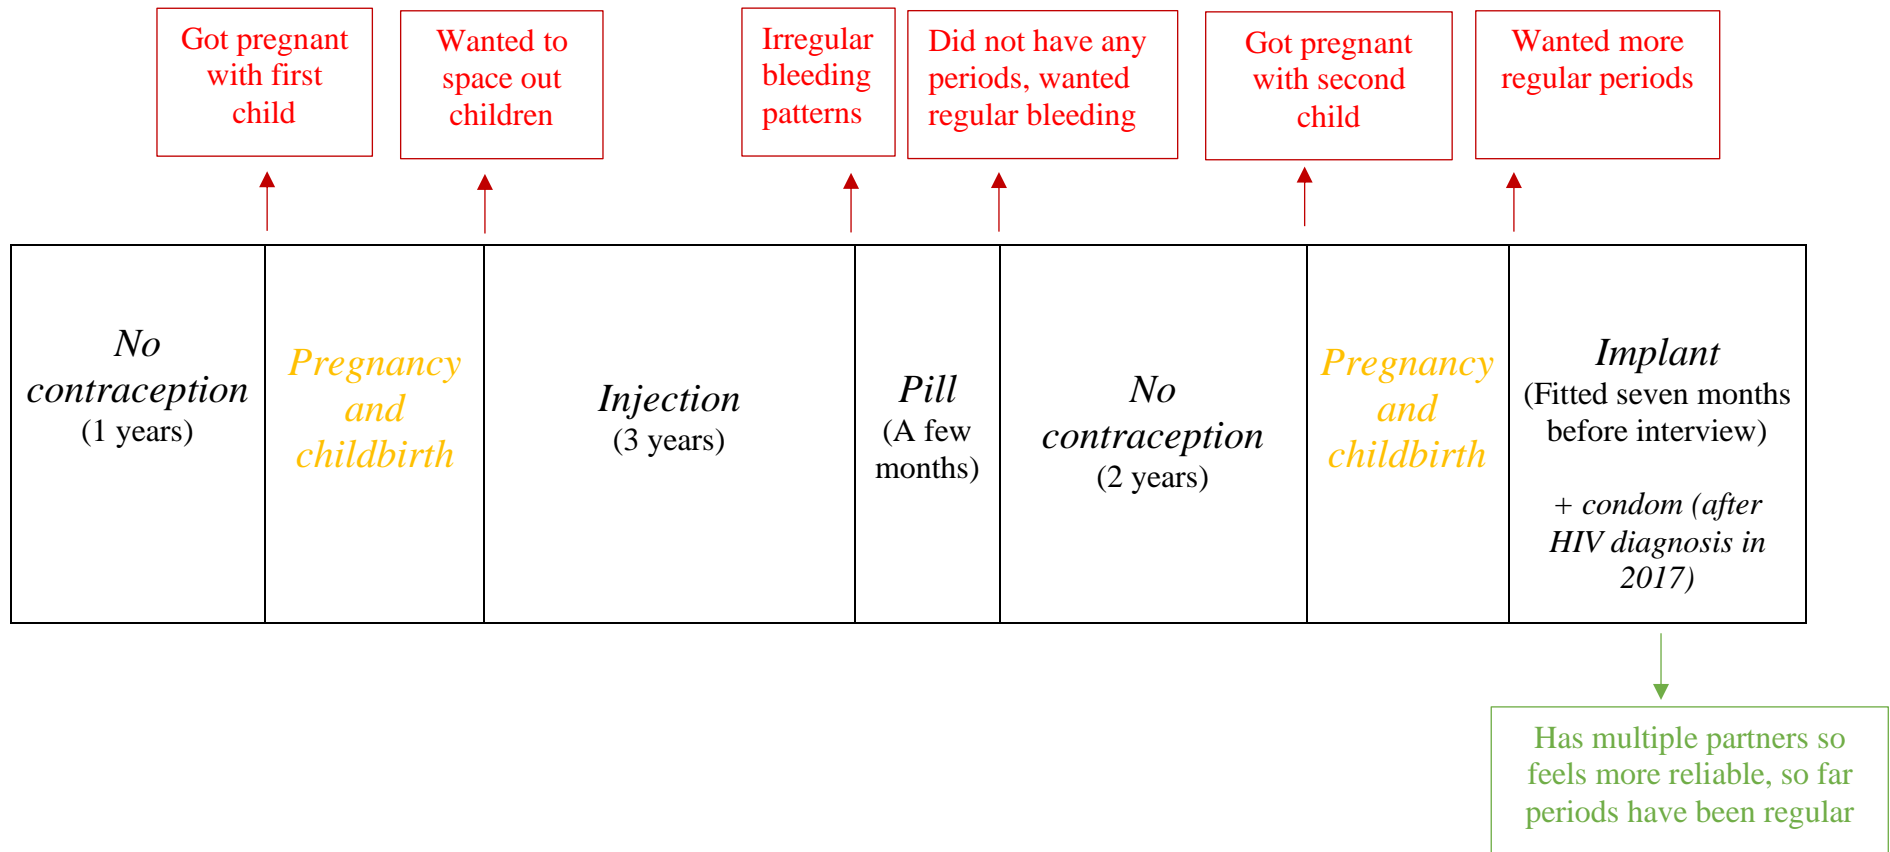 Got pregnant
with first
child
Wanted to
space out
children
Irregular
bleeding
patterns
Did not have any
periods, wanted
regular bleeding
Got pregnant
with second
child
Wanted more
regular periods
No
contraception
(1 years)
Pregnancy
and
childbirth
Injection
(3 years)
Pill
(A few
months)
No
contraception
(2 years)
Pregnancy
and
childbirth
Implant
(Fitted seven months
before interview)
+ condom (after
HIV diagnosis in
2017)
Has multiple partners so
feels more reliable, so far
periods have been regular